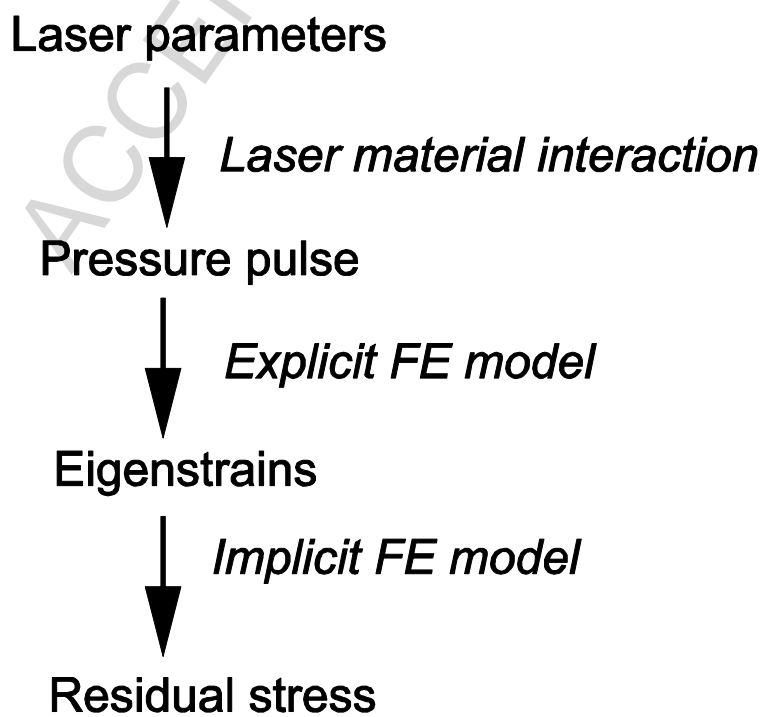 Laser parameters
Laser material interaction
Pressure pulse
Explicit FE model
Eigenstrains
Implicit FE model
Residual stress